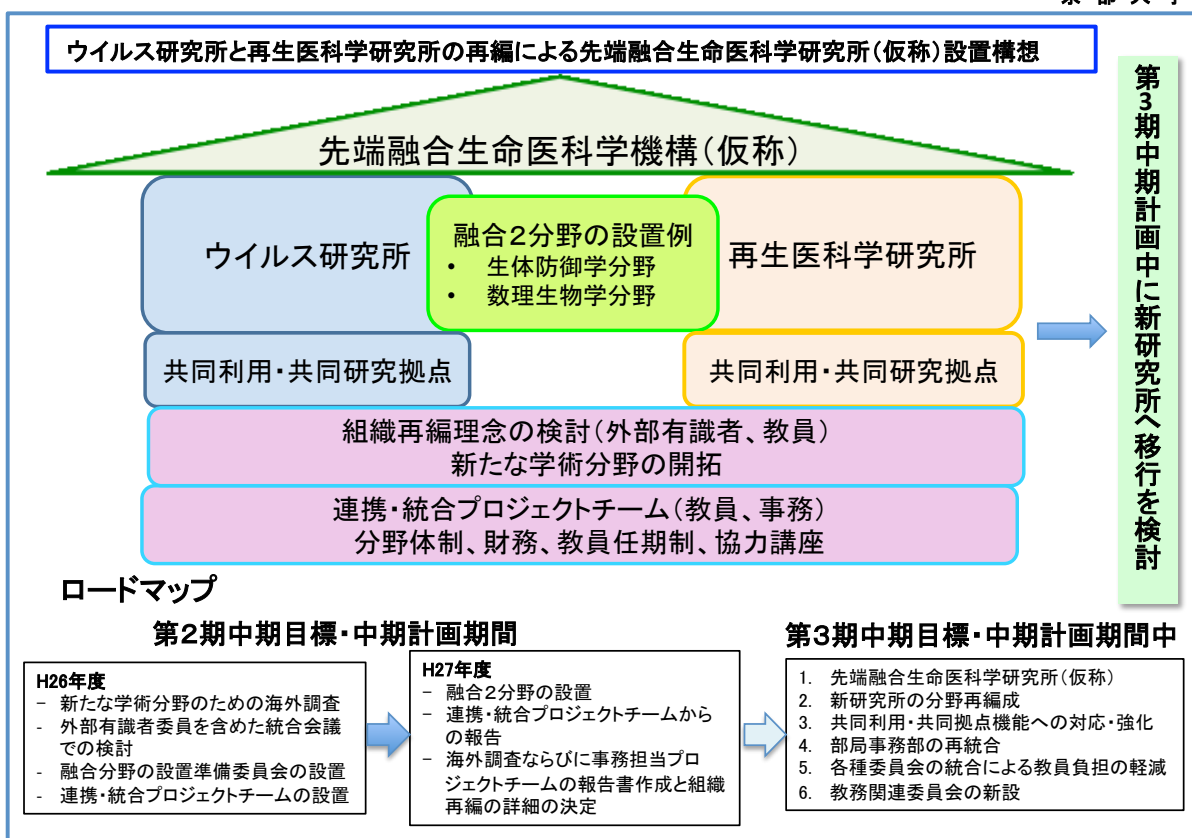 ウイルス研究所と再生医科学研究所の再編による先端融合生命医科学研究所(仮称)設置構想
先端融合生命医科学機構(仮称)
ウイルス研究所
融合2分野の設置例
• 生体防御学分野
• 数理生物学分野
再生医科学研究所
共同利用・共同研究拠点
共同利用・共同研究拠点
組織再編理念の検討(外部有識者、教員)
新たな学術分野の開拓
連携・統合プロジェクトチーム(教員、事務)
分野体制、財務、教員任期制、協力講座
第3期中期計画中に新研究所へ移行を検討
ロードマップ
第2期中期目標・中期計画期間
H26年度
- 新たな学術分野のための海外調査
- 外部有識者委員を含めた統合会議
での検討
- 融合分野の設置準備委員会の設置
- 連携・統合プロジェクトチームの設置
H27年度
- 融合2分野の設置
- 連携・統合プロジェクトチームから
の報告
- 海外調査ならびに事務担当プロ
ジェクトチームの報告書作成と組織
再編の詳細の決定
第3期中期目標・中期計画期間中
1. 先端融合生命医科学研究所(仮称)
2. 新研究所の分野再編成
3. 共同利用・共同拠点機能への対応・強化
4. 部局事務部の再統合
5. 各種委員会の統合による教員負担の軽減
6. 教務関連委員会の新設